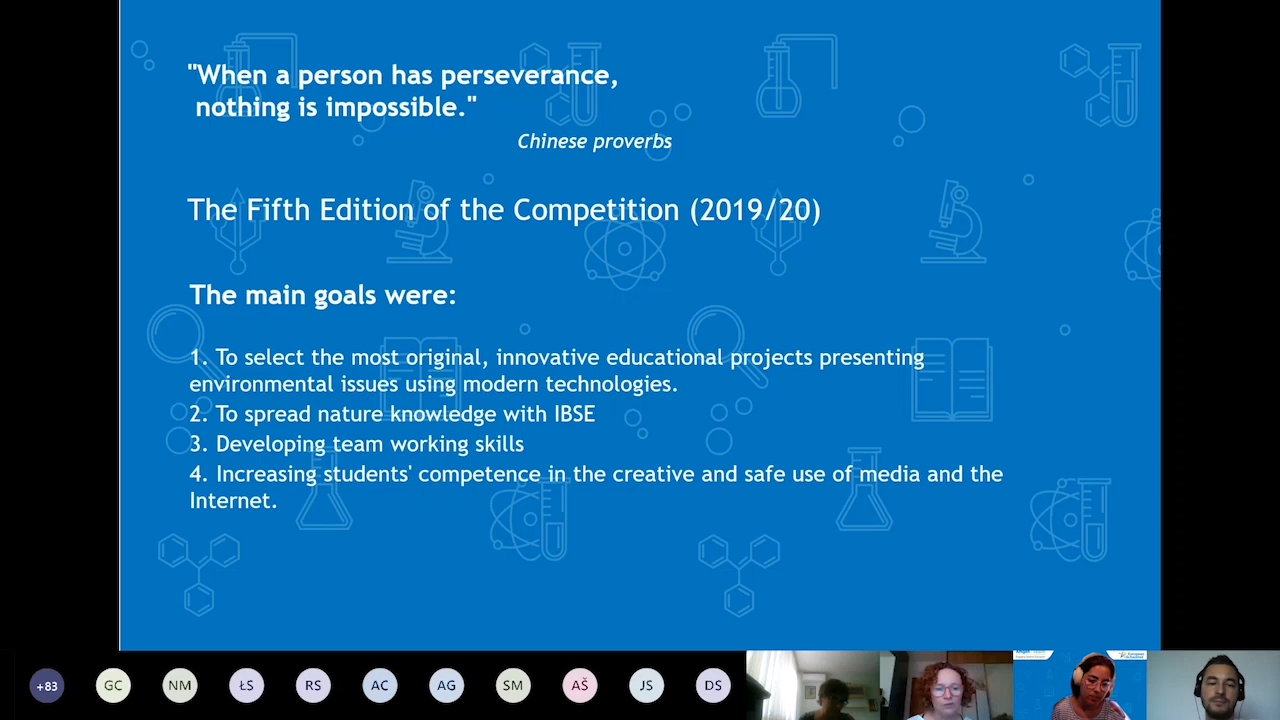 "When a person has perseverance,
nothing is impossible."
Chinese proverbs
The Fifth Edition of the Competition (2019/20)
The main goals were:
1. To select the most original, innovative educational projects presenting
environmental issues using modern technologies.
2. To spread nature knowledge with IBSE
3. Developing team working skills
4. Increasing students' competence in the creative and safe use of media and the
Internet.
+83
GC
NM
ŁS
RS
AC
AG
SM
AŠ
JS
DS